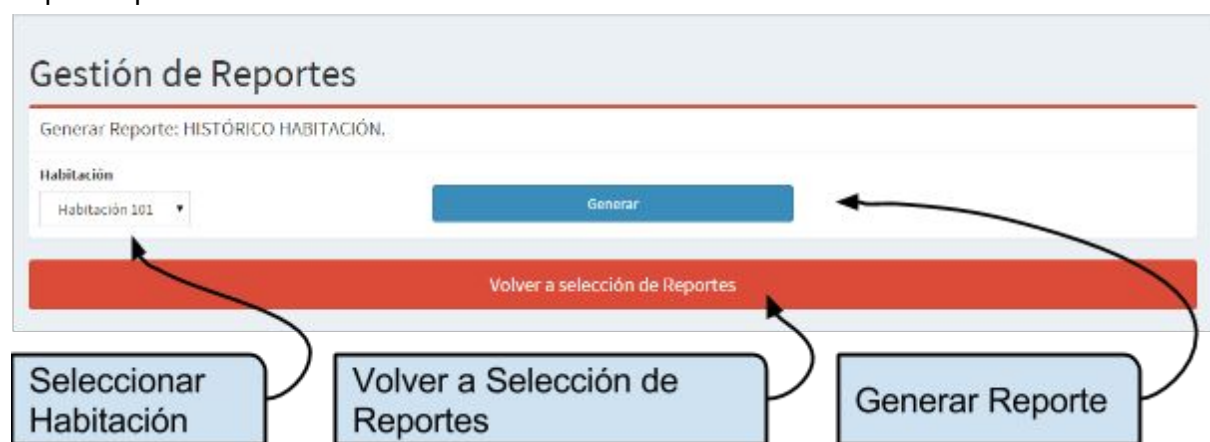 Gestión de Reportes
Generar Reporte: HISTÓRICO HABITACIÓN.
Habitación
Habitación 101
Generar
Volver a selección de Reportes
Seleccionar
Habitación
Volver a Selección de
Reportes
Generar Reporte